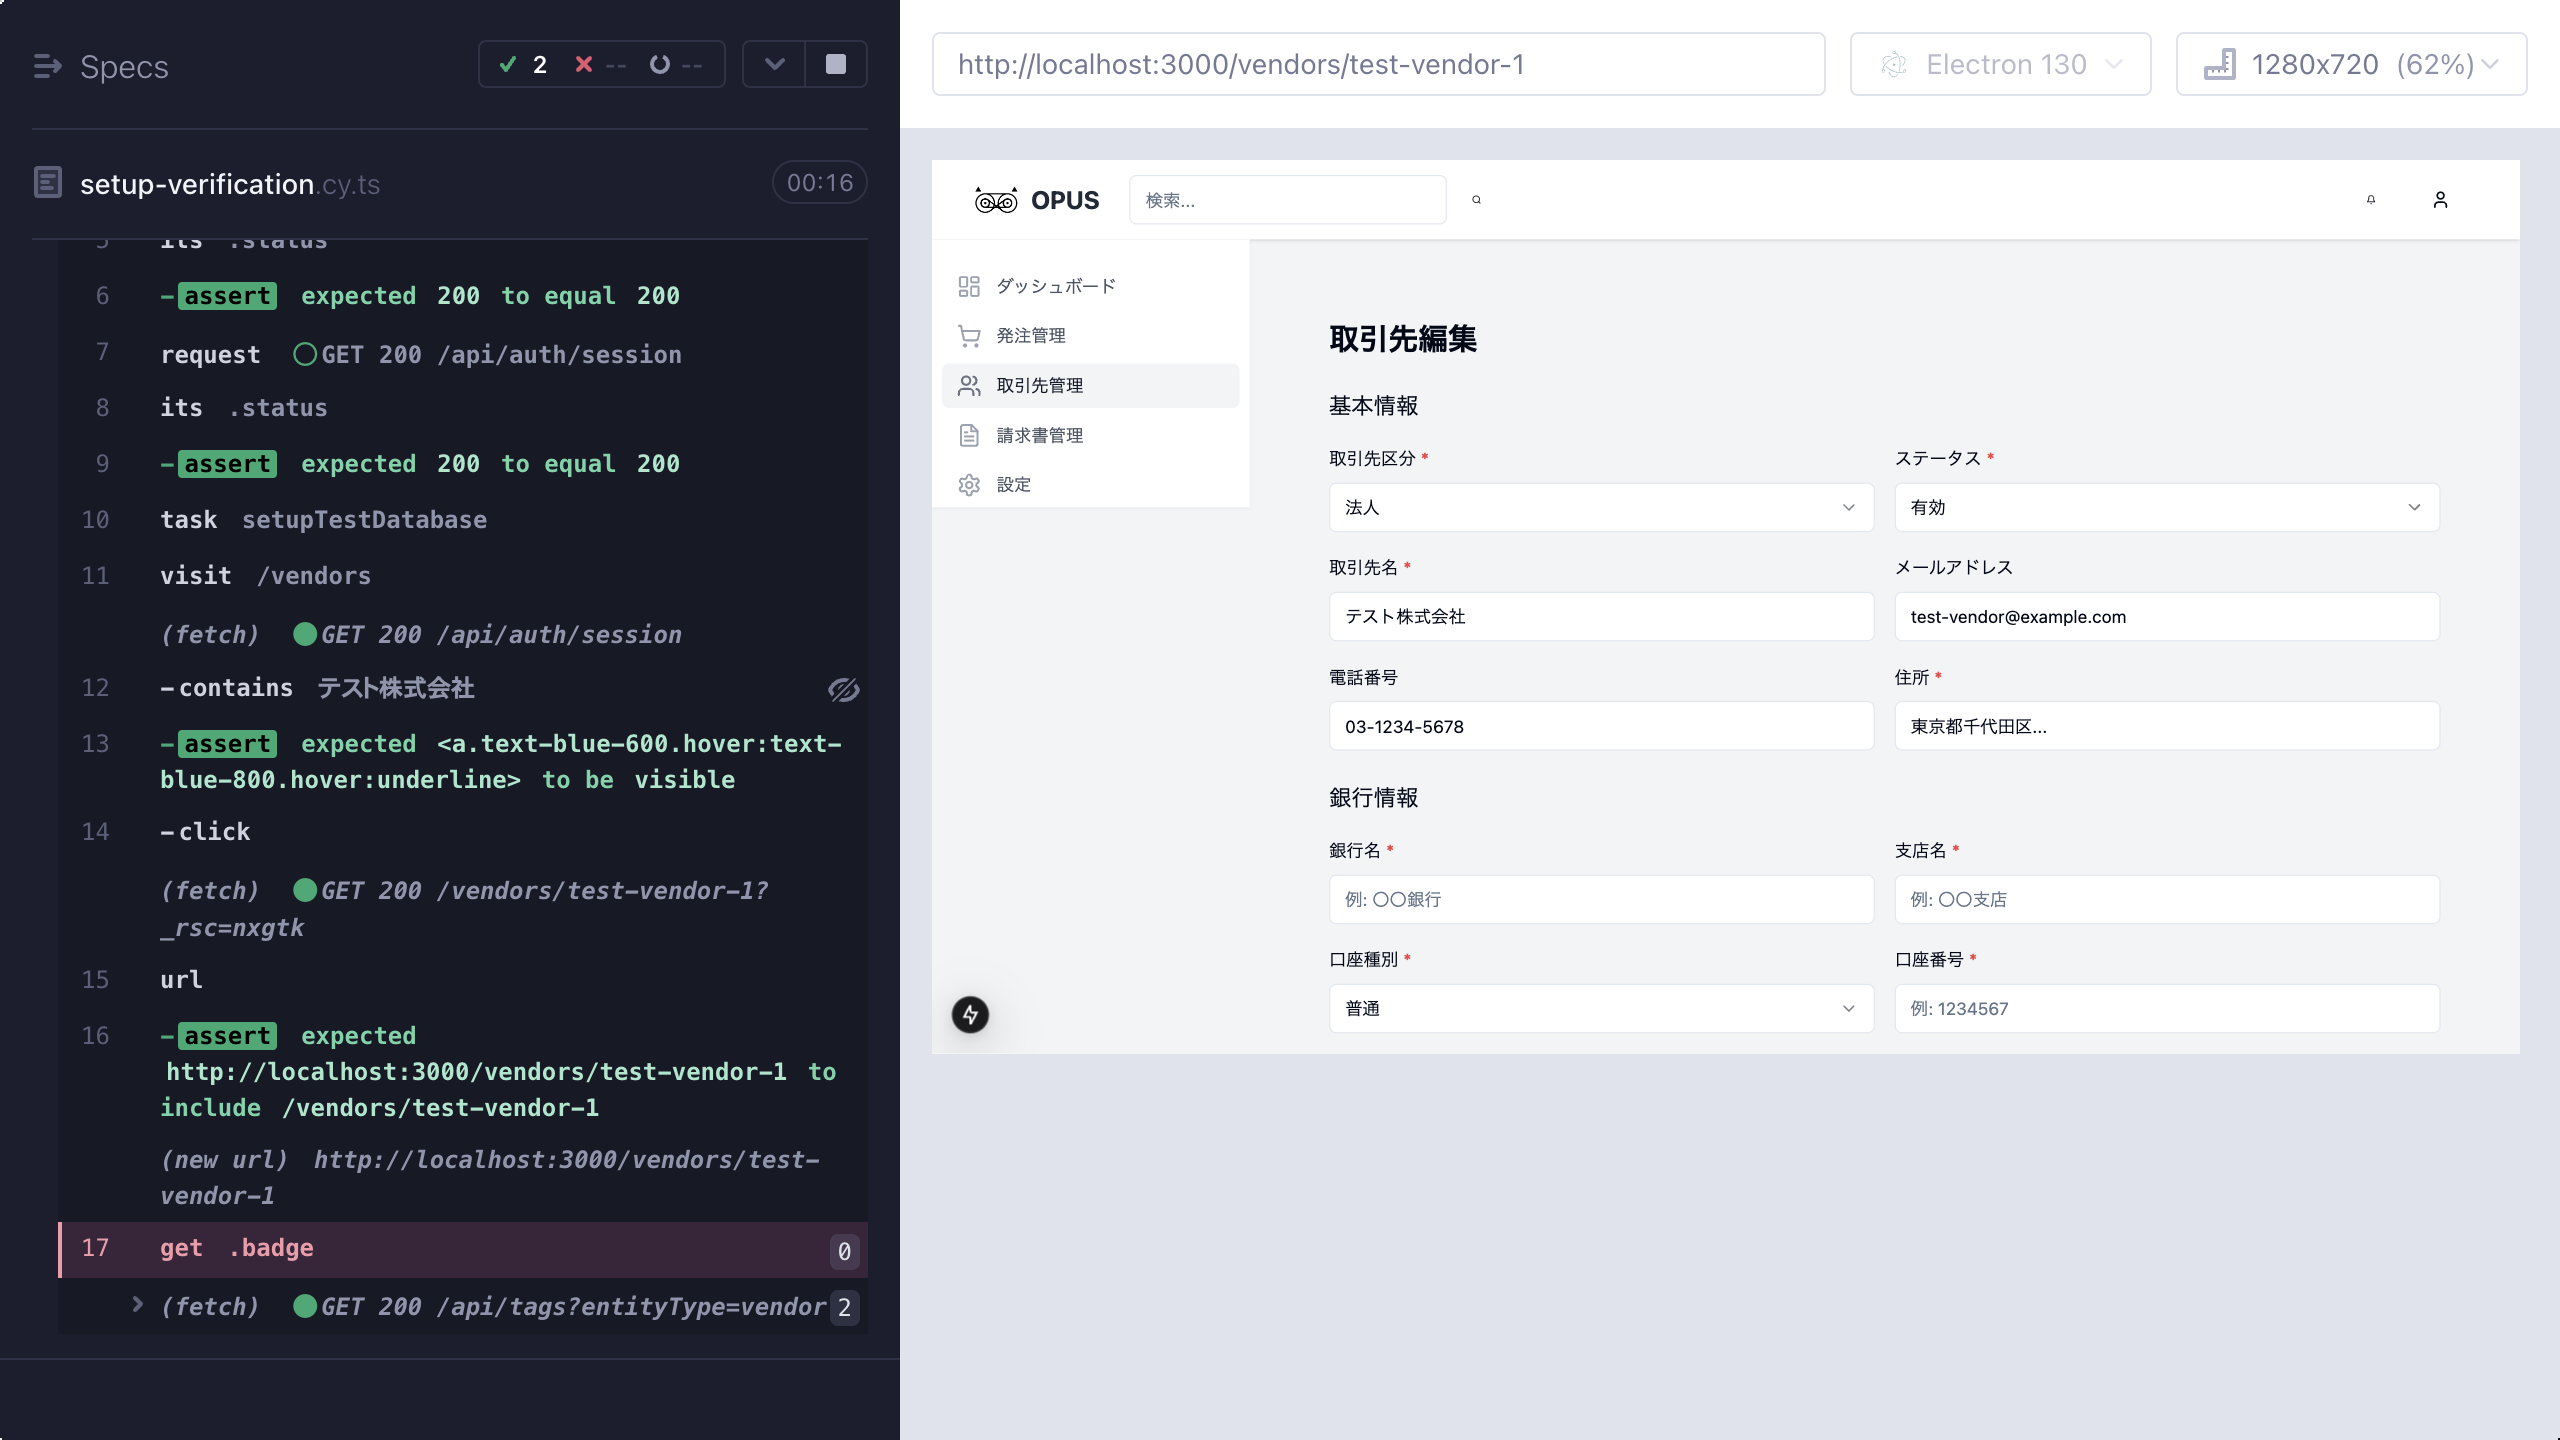 Specs
2
--
--
setup-verification.cy.ts
00:16
5 its .status
6 -assert expected 200 to equal 200
7 request GET 200 /api/auth/session
8 its .status
9 -assert expected 200 to equal 200
10 task setupTestDatabase
11 visit /vendors
(fetch) GET 200 /api/auth/session
12 -contains テスト株式会社
13 -assert expected <a.text-blue-600.hover:text-
blue-800.hover:underline> to be visible
14 -click
(fetch) GET 200 /vendors/test-vendor-1?
_rsc=nxgtk
15 url
16 -assert expected
http://localhost:3000/vendors/test-vendor-1 to
include /vendors/test-vendor-1
(new url) http://localhost:3000/vendors/test-
vendor-1
17 get .badge 0
(fetch) GET 200 /api/tags?entityType=vendor 2
http://localhost:3000/vendors/test-vendor-1
Electron 130
1280x720 (62%)
OPUS
検索...
ダッシュボード
発注管理
取引先管理
請求書管理
設定
取引先編集
基本情報
取引先区分 *
ステータス *
法人
有効
取引先名 *
メールアドレス
テスト株式会社
test-vendor@example.com
電話番号
住所 *
03-1234-5678
東京都千代田区...
銀行情報
銀行名 *
支店名 *
例: 〇〇銀行
例: 〇〇支店
口座種別 *
口座番号 *
普通
例: 1234567